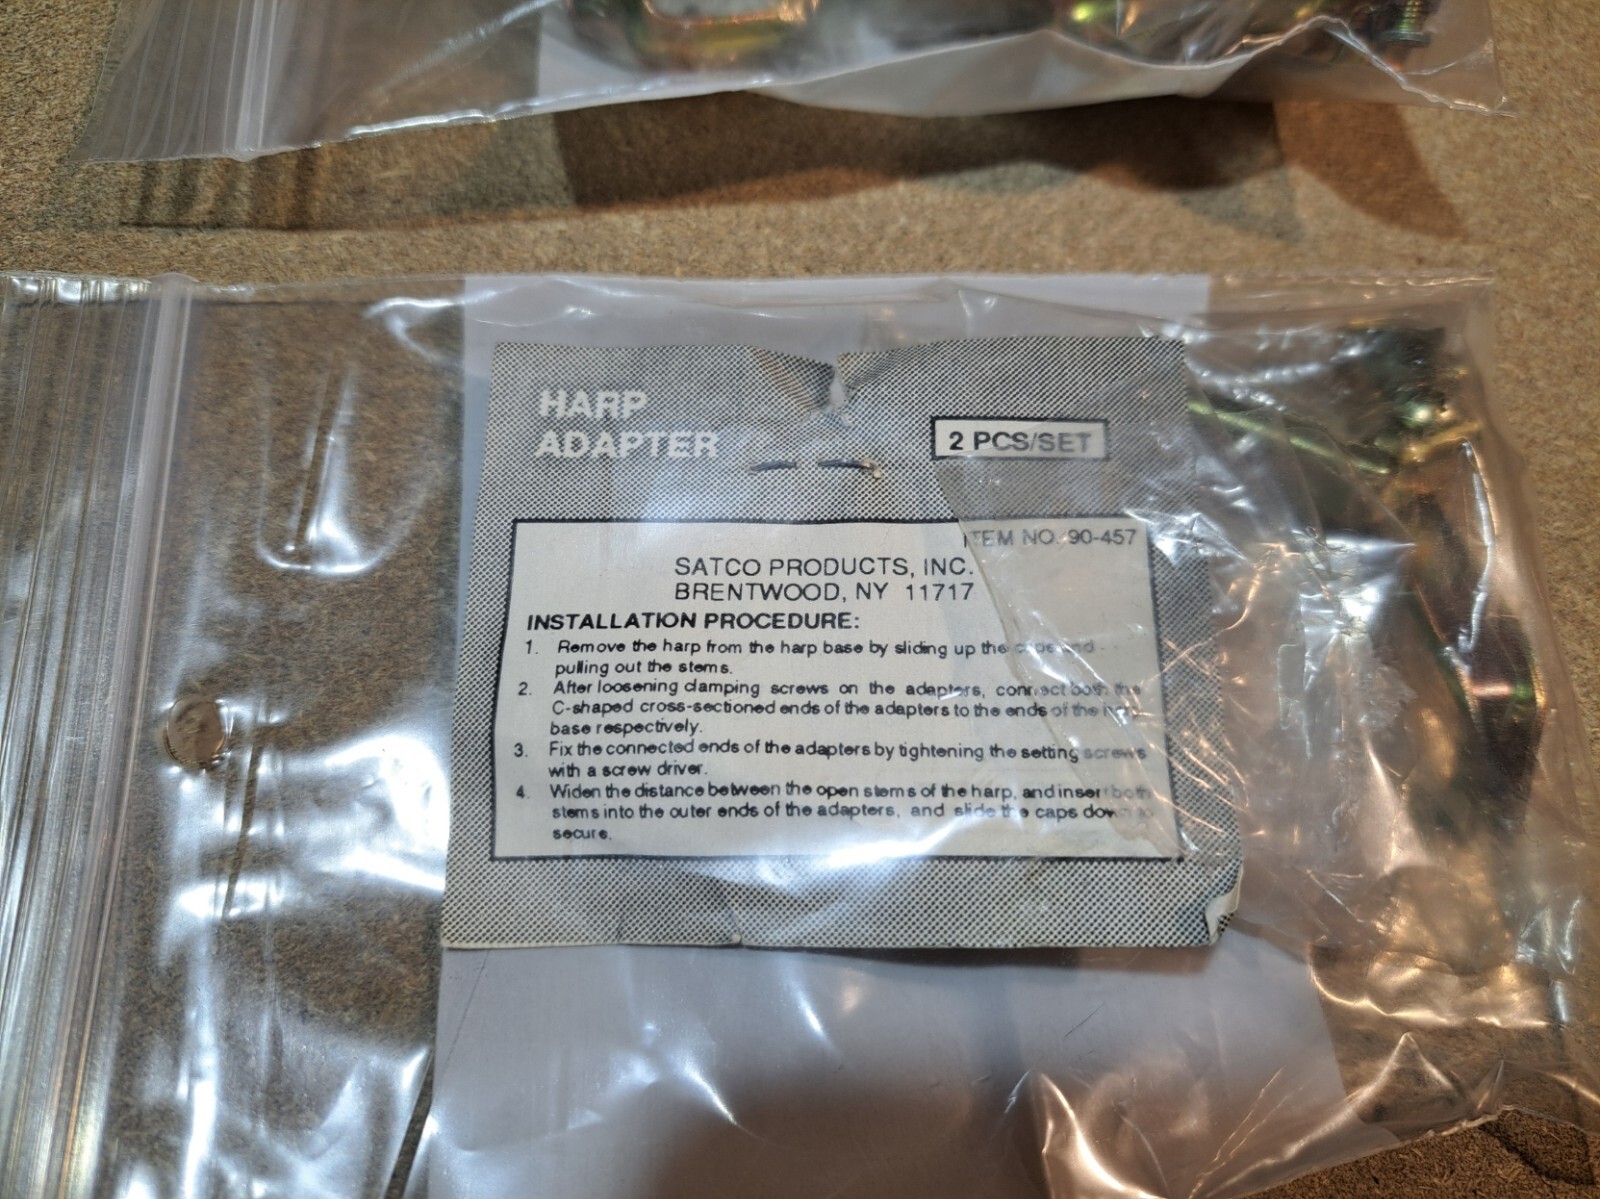 HARP
ADAPTER
2 PCS/SET
ITEM NO. 90-457
SATCO PRODUCTS, INC.
BRENTWOOD, NY 11717
INSTALLATION PROCEDURE:
1. Remove the harp from the harp base by sliding up the caps and
pulling out the stems.
2. After loosening clamping screws on the adapters, connect both the
C-shaped cross-sectioned ends of the adapters to the ends of the harp
base respectively.
3. Fix the connected ends of the adapters by tightening the setting screws
with a screw driver.
4. Widen the distance between the open stems of the harp, and insert both
stems into the outer ends of the adapters, and slide the caps down to
secure.